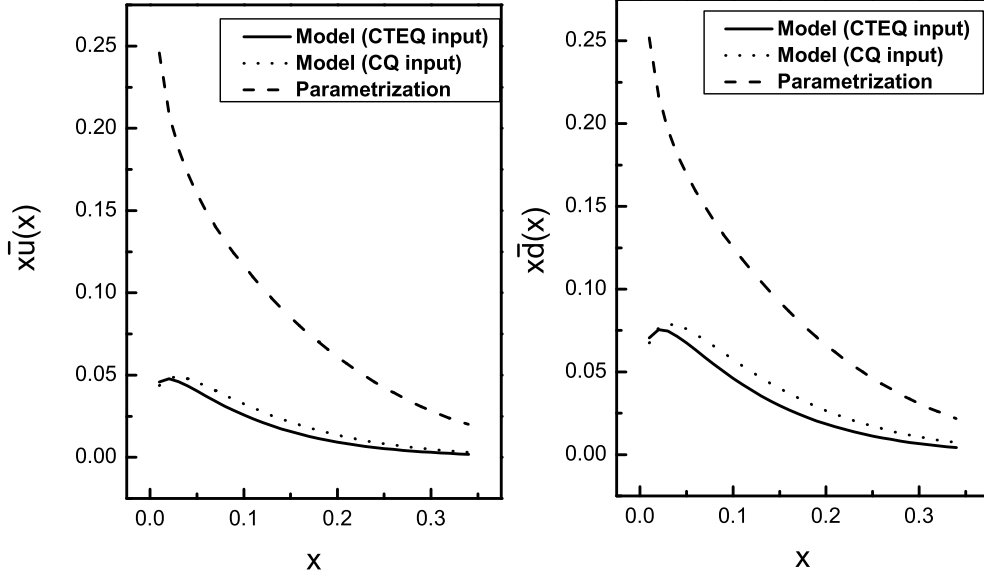 Model (CTEQ input)
Model (CQ input)
Parametrization
0.25
0.20
0.15
0.10
0.05
0.00
xū(x)
0.0 0.1 0.2 0.3
x
Model (CTEQ input)
Model (CQ input)
Parametrization
0.25
0.20
0.15
0.10
0.05
0.00
xd̄(x)
0.0 0.1 0.2 0.3
x